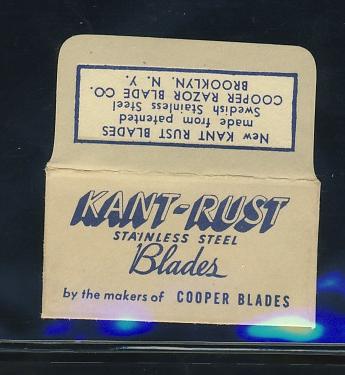 New KANT RUST BLADES
made from patented
Swedish Stainless Steel
COOPER RAZOR BLADE CO.
BROOKLYN, N. Y.
KANT-RUST
STAINLESS STEEL
Blades
by the makers of COOPER BLADES